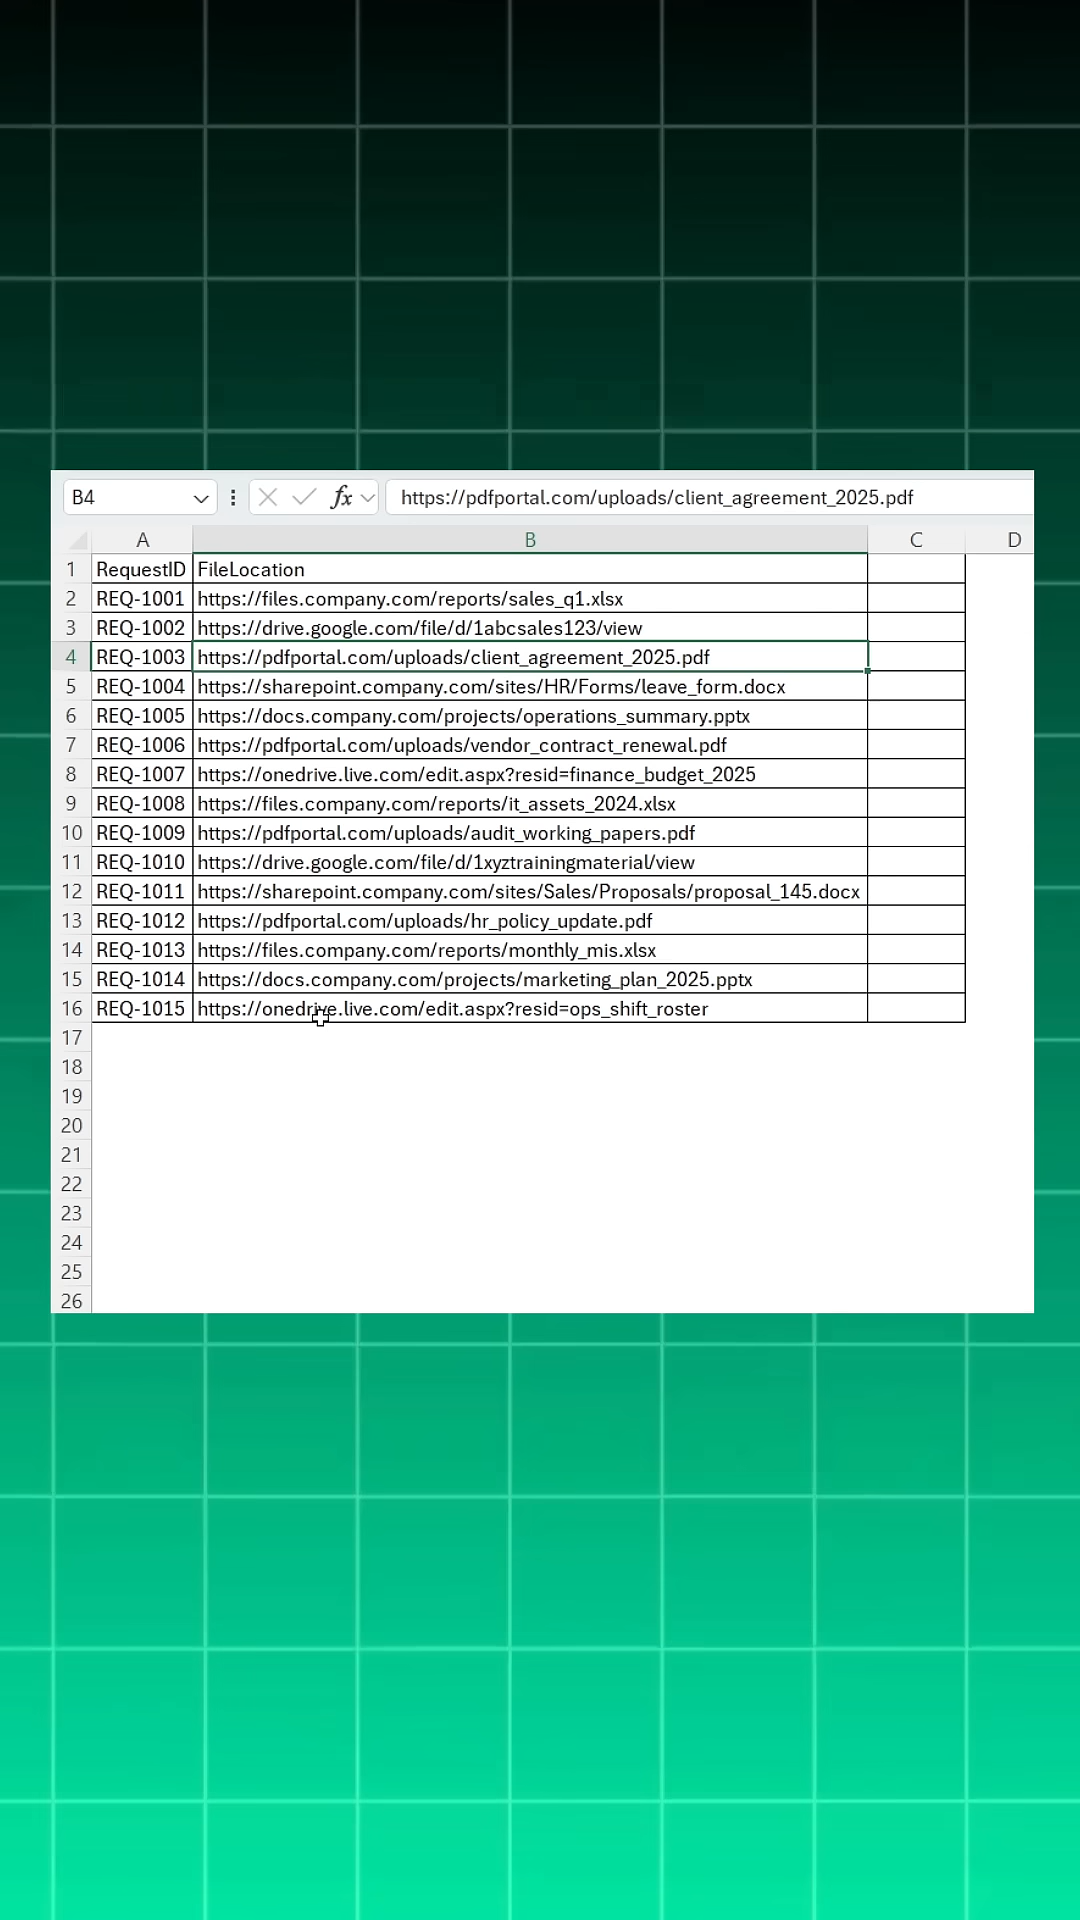 B4 fx https://pdfportal.com/uploads/client_agreement_2025.pdf
A B C D
1 RequestID FileLocation
2 REQ-1001 https://files.company.com/reports/sales_q1.xlsx
3 REQ-1002 https://drive.google.com/file/d/1abcsales123/view
4 REQ-1003 https://pdfportal.com/uploads/client_agreement_2025.pdf
5 REQ-1004 https://sharepoint.company.com/sites/HR/Forms/leave_form.docx
6 REQ-1005 https://docs.company.com/projects/operations_summary.pptx
7 REQ-1006 https://pdfportal.com/uploads/vendor_contract_renewal.pdf
8 REQ-1007 https://onedrive.live.com/edit.aspx?resid=finance_budget_2025
9 REQ-1008 https://files.company.com/reports/it_assets_2024.xlsx
10 REQ-1009 https://pdfportal.com/uploads/audit_working_papers.pdf
11 REQ-1010 https://drive.google.com/file/d/1xyztrainingmaterial/view
12 REQ-1011 https://sharepoint.company.com/sites/Sales/Proposals/proposal_145.docx
13 REQ-1012 https://pdfportal.com/uploads/hr_policy_update.pdf
14 REQ-1013 https://files.company.com/reports/monthly_mis.xlsx
15 REQ-1014 https://docs.company.com/projects/marketing_plan_2025.pptx
16 REQ-1015 https://onedrive.live.com/edit.aspx?resid=ops_shift_roster
17
18
19
20
21
22
23
24
25
26